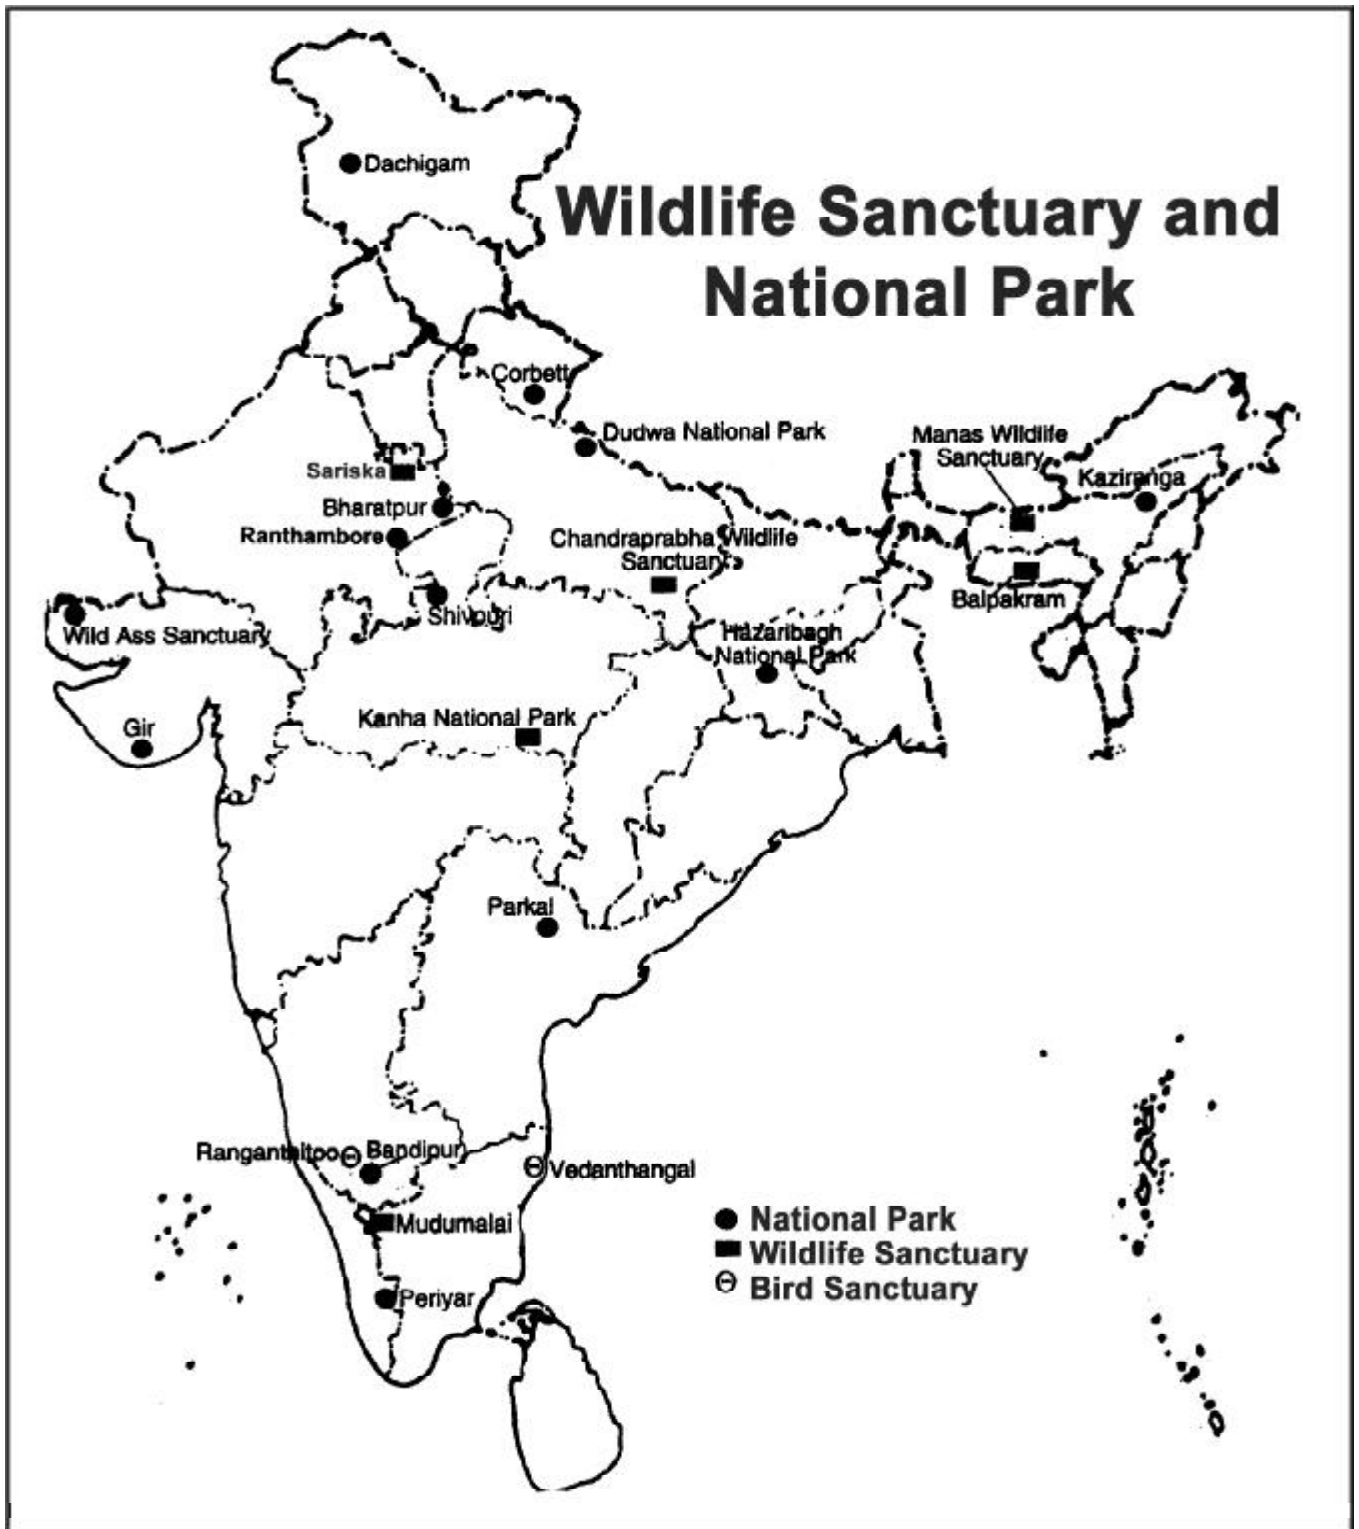 Dachigam
Wildlife Sanctuary and
National Park
Corbett
Dudwa National Park
Manas Wildlife
Sanctuary
Kaziranga
Sariska
Bharatpur
Ranthambore
Chandraprabha Wildlife
Sanctuary
Balpakram
Shivpuri
Wild Ass Sanctuary
Hazaribagh
National Park
Gir
Kanha National Park
Parkal
Rangantaitoo
Bandipur
Vedanthangal
Mudumalai
Periyar
National Park
Wildlife Sanctuary
Bird Sanctuary